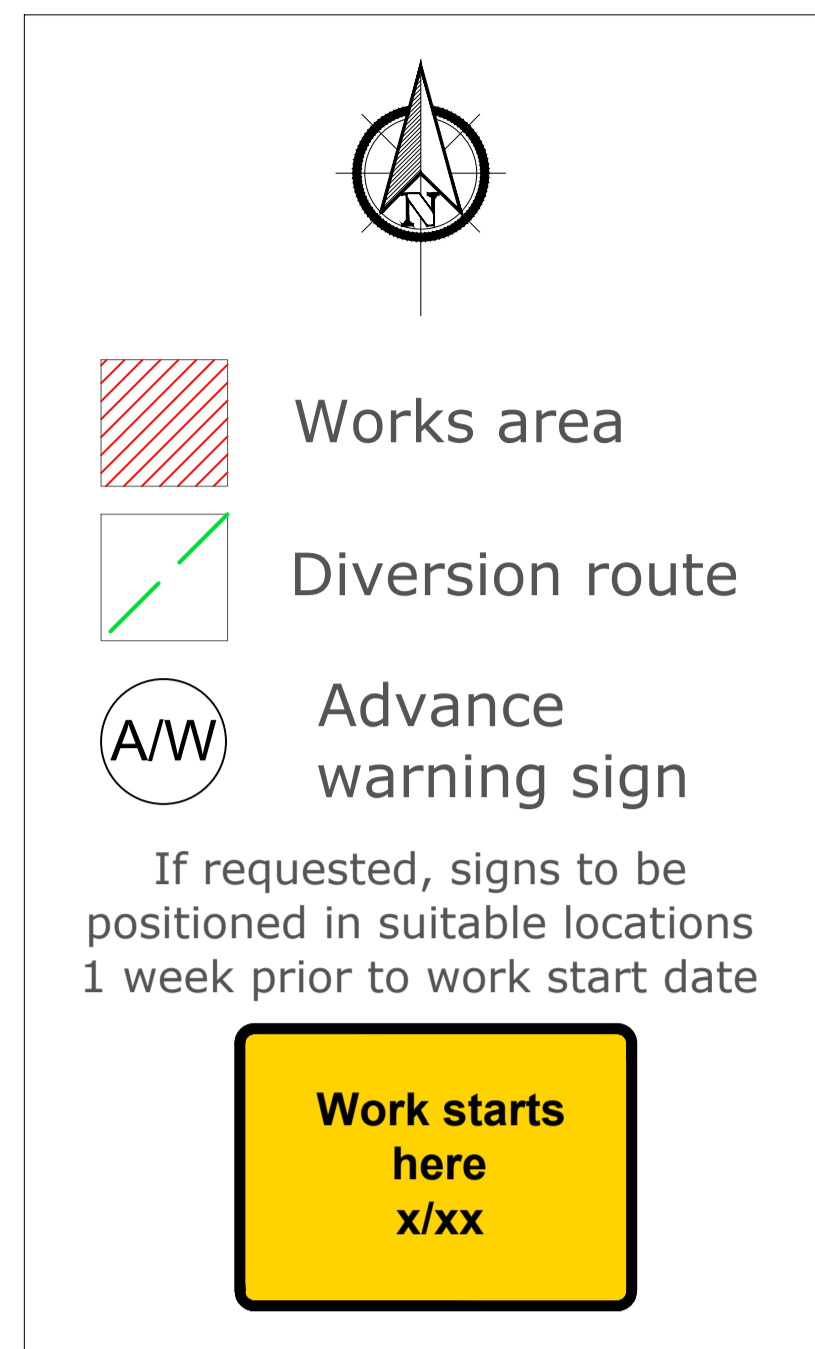 N
Works area
Diversion route
A/W
Advance
warning sign
If requested, signs to be
positioned in suitable locations
1 week prior to work start date
Work starts
here
x/xx